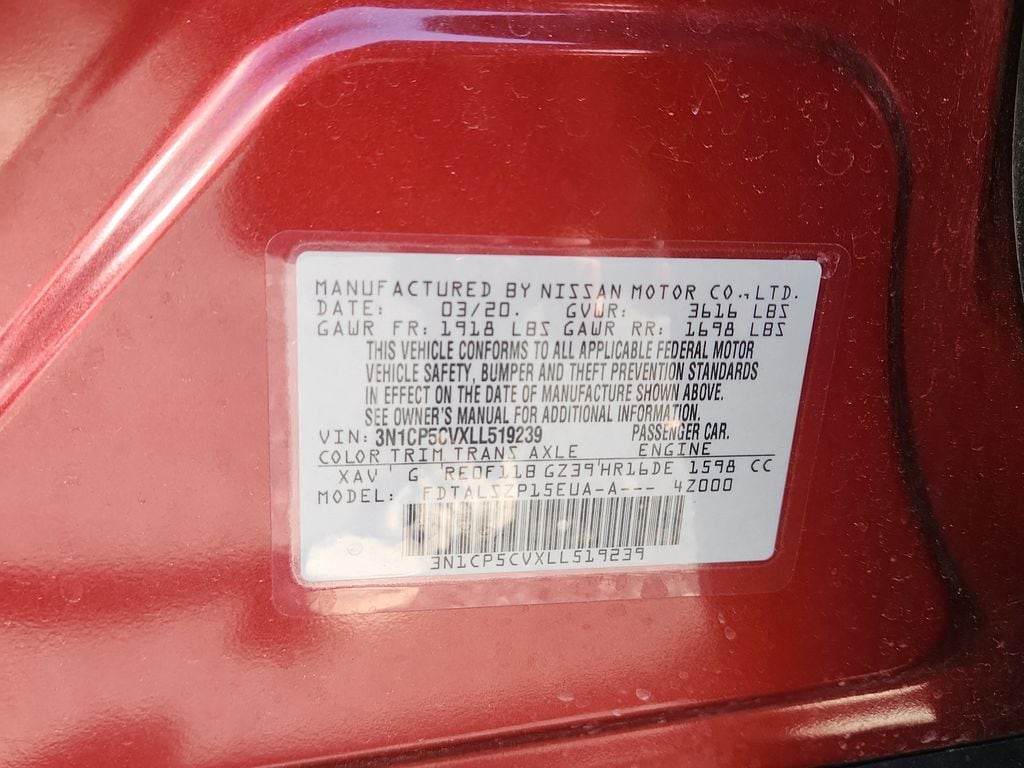 MANUFACTURED BY NISSAN MOTOR CO.,LTD.
DATE: 03/20. GVWR: 3616 LBS
GAWR FR: 1918 LBS GAWR RR: 1698 LBS
THIS VEHICLE CONFORMS TO ALL APPLICABLE FEDERAL MOTOR
VEHICLE SAFETY, BUMPER AND THEFT PREVENTION STANDARDS
IN EFFECT ON THE DATE OF MANUFACTURE SHOWN ABOVE.
SEE OWNER'S MANUAL FOR ADDITIONAL INFORMATION.
VIN: 3N1CP5CVXLL519239 PASSENGER CAR.
COLOR TRIM TRANS AXLE ENGINE
XAV' G 'RE0F11B GZ39'HR16DE 1598 CC
MODEL: FDTALSZP15EUA-A--- 42000
3N1CP5CVXLL519239